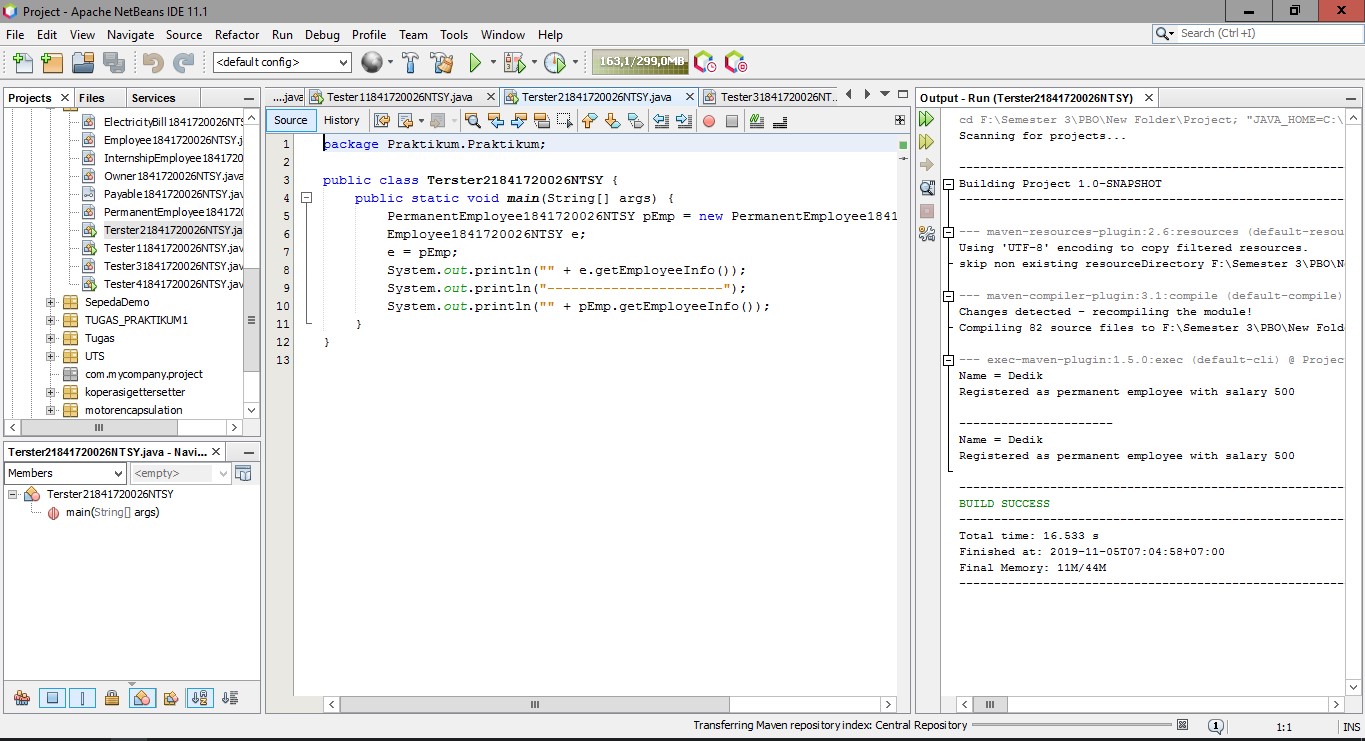 Project - Apache NetBeans IDE 11.1
File Edit View Navigate Source Refactor Run Debug Profile Team Tools Window Help
Search (Ctrl+I)
<default config>
163,1/299,0MB
Projects Files Services
ElectricityBill1841720026NTS
Employee1841720026NTSY.j
InternshipEmployee184172
Owner1841720026NTSY.java
Payable1841720026NTSY.jav
PermanentEmployee184172
Terster21841720026NTSY.ja
Tester11841720026NTSY.jav
Tester31841720026NTSY.jav
Tester41841720026NTSY.jav
SepedaDemo
TUGAS_PRAKTIKUM1
Tugas
UTS
com.mycompany.project
koperasigettersetter
motorencapsulation
Terster21841720026NTSY.java - Navi...
Members <empty>
Terster21841720026NTSY
main(String[] args)
....java Tester11841720026NTSY.java Terster21841720026NTSY.java Tester31841720026NT...
Source History
1 package Praktikum.Praktikum;
2
3 public class Terster21841720026NTSY {
4 public static void main(String[] args) {
5 PermanentEmployee1841720026NTSY pEmp = new PermanentEmployee1841
6 Employee1841720026NTSY e;
7 e = pEmp;
8 System.out.println("" + e.getEmployeeInfo());
9 System.out.println("----------------------");
10 System.out.println("" + pEmp.getEmployeeInfo());
11 }
12 }
13
Output - Run (Terster21841720026NTSY)
cd F:\Semester 3\PBO\New Folder\Project; "JAVA_HOME=C:\
Scanning for projects...
------------------------------------------------
Building Project 1.0-SNAPSHOT
------------------------------------------------
--- maven-resources-plugin:2.6:resources (default-resou
Using 'UTF-8' encoding to copy filtered resources.
skip non existing resourceDirectory F:\Semester 3\PBO\N
--- maven-compiler-plugin:3.1:compile (default-compile)
Changes detected - recompiling the module!
Compiling 82 source files to F:\Semester 3\PBO\New Fold
--- exec-maven-plugin:1.5.0:exec (default-cli) @ Projec
Name = Dedik
Registered as permanent employee with salary 500
----------------------
Name = Dedik
Registered as permanent employee with salary 500
------------------------------------------------
BUILD SUCCESS
------------------------------------------------
Total time: 16.533 s
Finished at: 2019-11-05T07:04:58+07:00
Final Memory: 11M/44M
------------------------------------------------
Transferring Maven repository index: Central Repository
1
1:1 INS